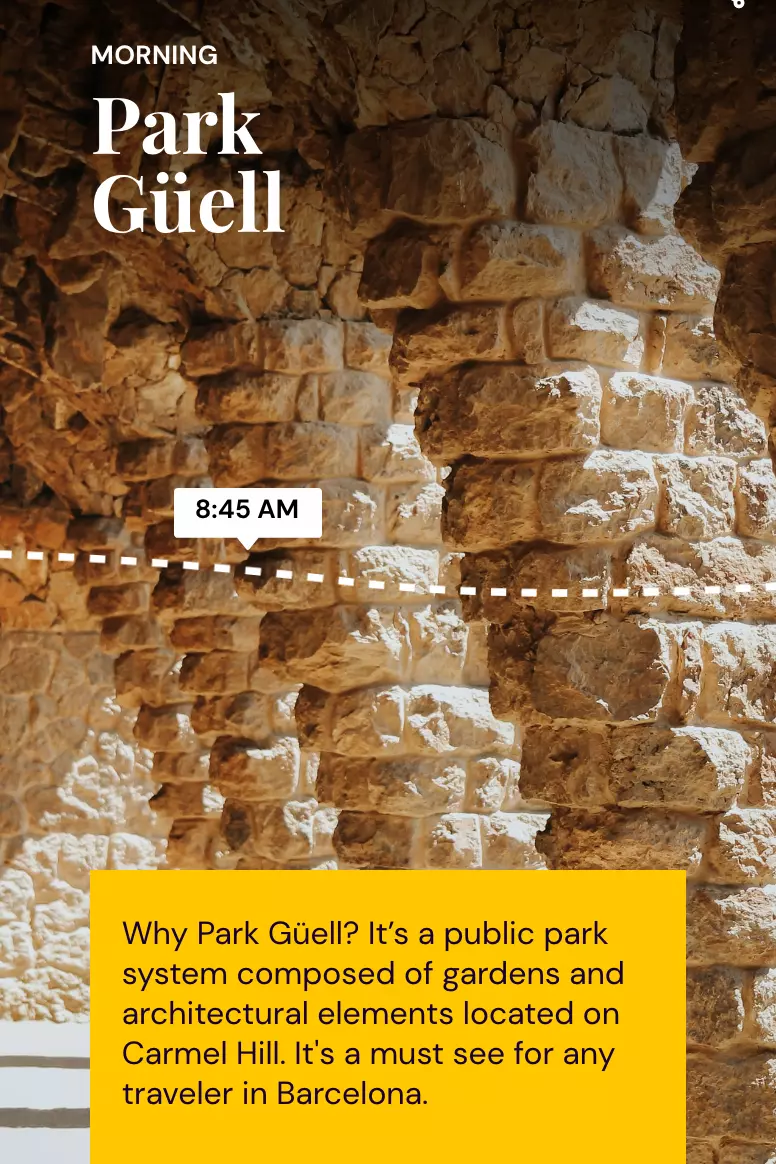 MORNING
Park
Güell
8:45 AM
Why Park Güell? It’s a public park
system composed of gardens and
architectural elements located on
Carmel Hill. It's a must see for any
traveler in Barcelona.